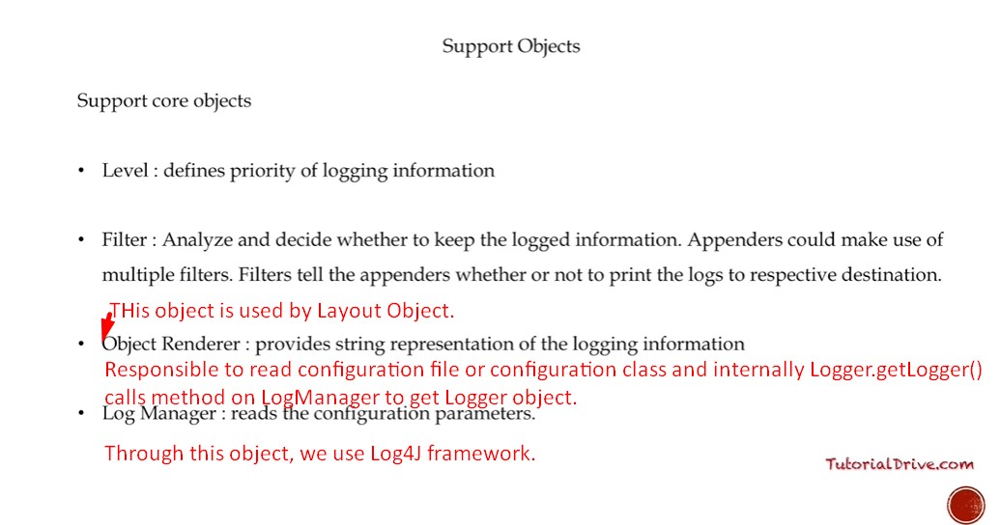 Support Objects
Support core objects
• Level : defines priority of logging information
• Filter : Analyze and decide whether to keep the logged information. Appenders could make use of
multiple filters. Filters tell the appenders whether or not to print the logs to respective destination.
THis object is used by Layout Object.
• Object Renderer : provides string representation of the logging information
Responsible to read configuration file or configuration class and internally Logger.getLogger()
calls method on LogManager to get Logger object.
• Log Manager : reads the configuration parameters.
Through this object, we use Log4J framework.
TutorialDrive.com